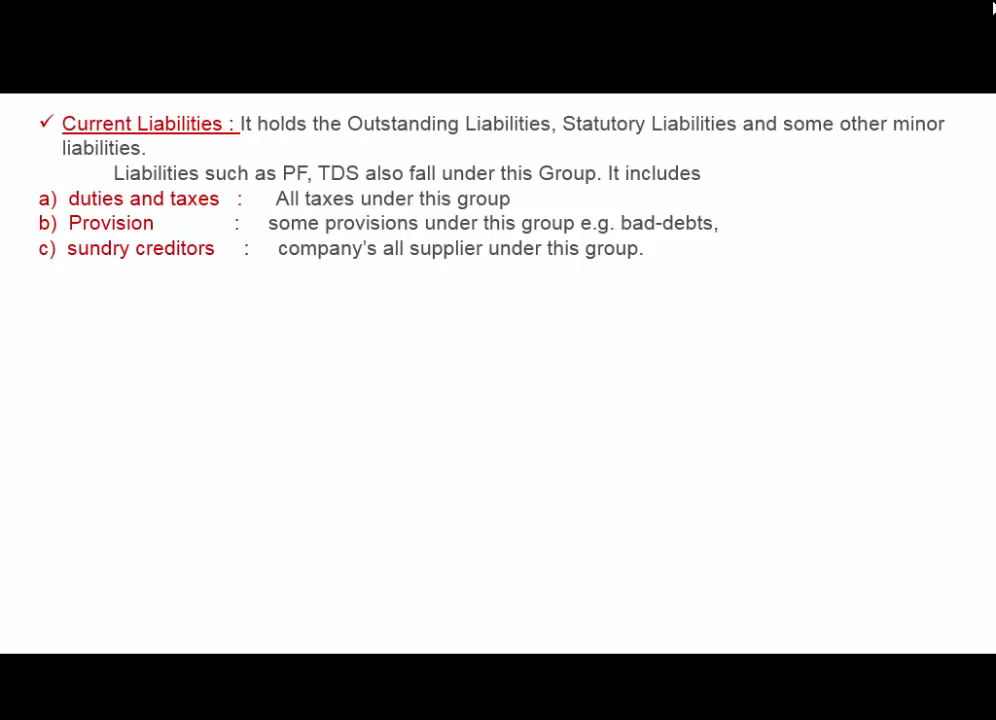 ✓ Current Liabilities : It holds the Outstanding Liabilities, Statutory Liabilities and some other minor
liabilities.
Liabilities such as PF, TDS also fall under this Group. It includes
a) duties and taxes : All taxes under this group
b) Provision : some provisions under this group e.g. bad-debts,
c) sundry creditors : company's all supplier under this group.